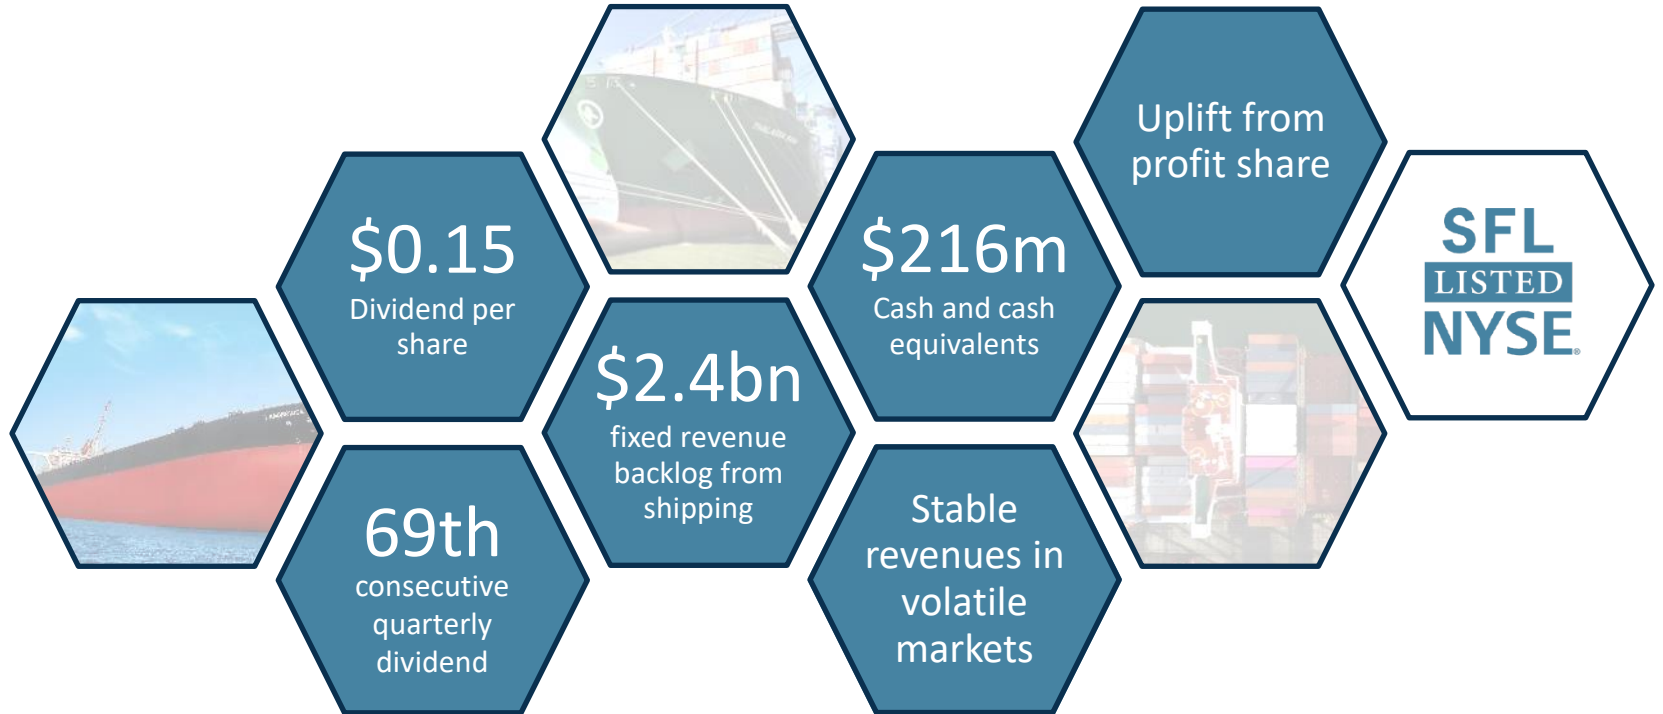 $0.15
Dividend per
share
69th
consecutive
quarterly
dividend
$2.4bn
fixed revenue
backlog from
shipping
$216m
Cash and cash
equivalents
Stable
revenues in
volatile
markets
Uplift from
profit share
SFL
LISTED
NYSE®